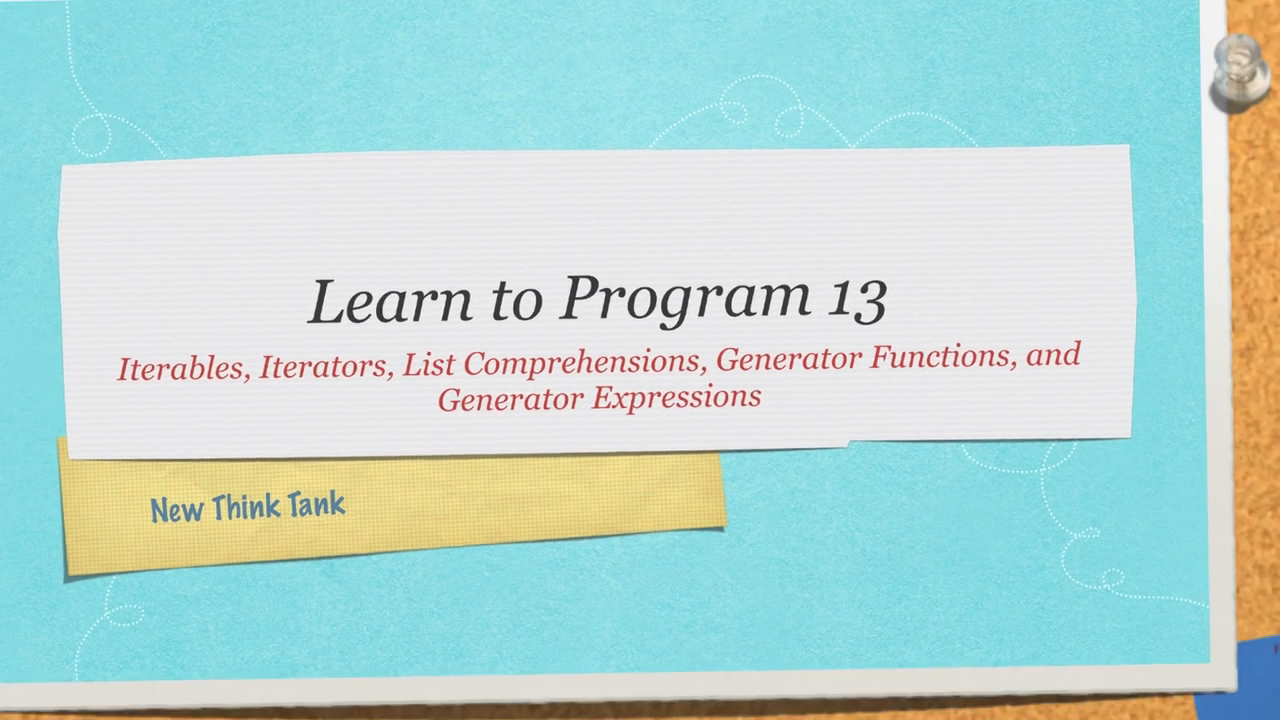 Learn to Program 13
Iterables, Iterators, List Comprehensions, Generator Functions, and
Generator Expressions
New Think Tank